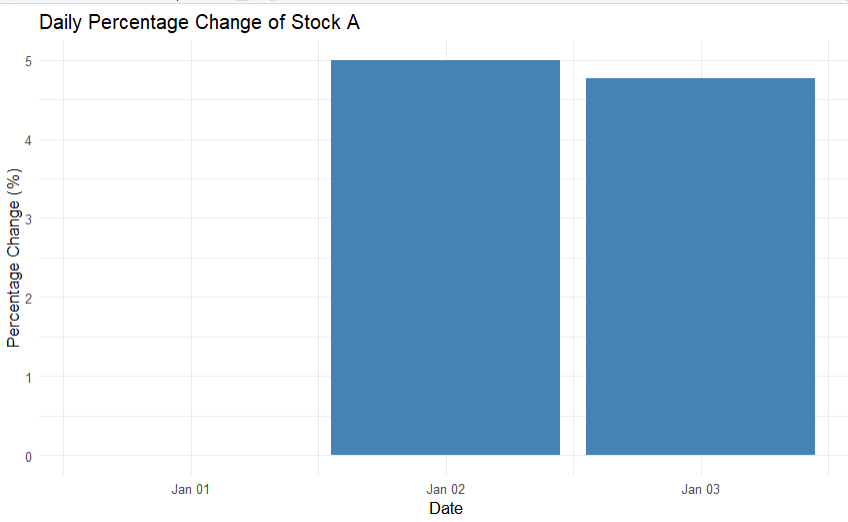 Daily Percentage Change of Stock A
5
4
3
2
1
0
Percentage Change (%)
Jan 01 Jan 02 Jan 03
Date